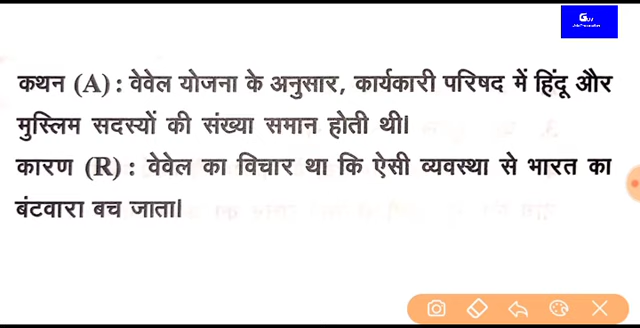 कथन (A) : वेवेल योजना के अनुसार, कार्यकारी परिषद में हिंदू और
मुस्लिम सदस्यों की संख्या समान होती थी।
कारण (R) : वेवेल का विचार था कि ऐसी व्यवस्था से भारत का
बंटवारा बच जाता।